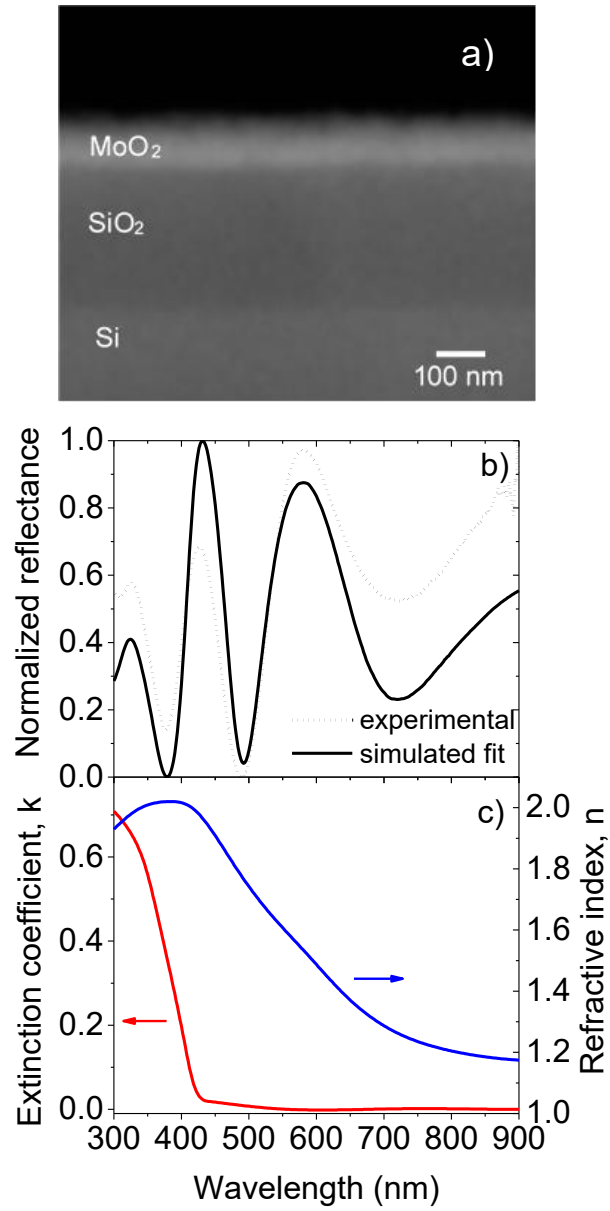 a)
MoO₂
SiO₂
Si
100 nm
b)
Normalized reflectance
1.0
0.8
0.6
0.4
0.2
0.0
experimental
simulated fit
c)
Extinction coefficient, k
0.6
0.4
0.2
0.0
Refractive index, n
2.0
1.8
1.6
1.4
1.2
1.0
300 400 500 600 700 800 900
Wavelength (nm)